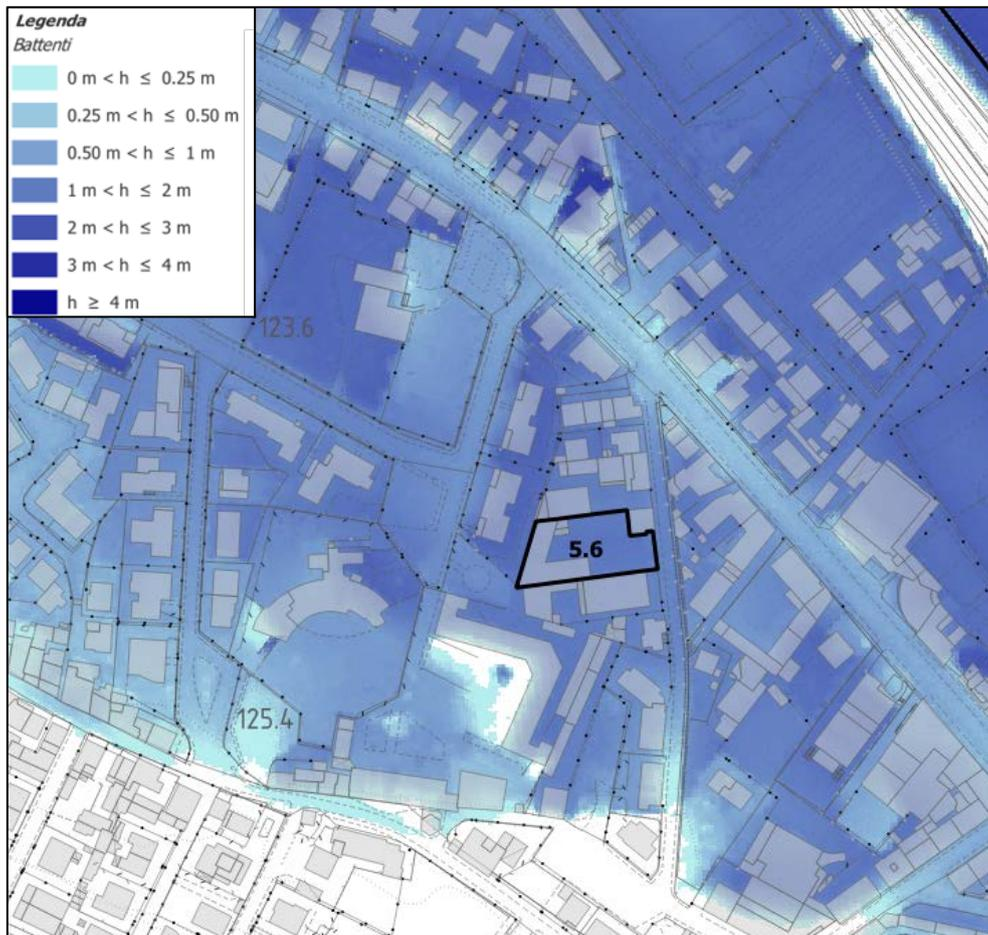 Legenda
Battenti
0 m < h ≤ 0.25 m
0.25 m < h ≤ 0.50 m
0.50 m < h ≤ 1 m
1 m < h ≤ 2 m
2 m < h ≤ 3 m
3 m < h ≤ 4 m
h ≥ 4 m
123.6
5.6
125.4